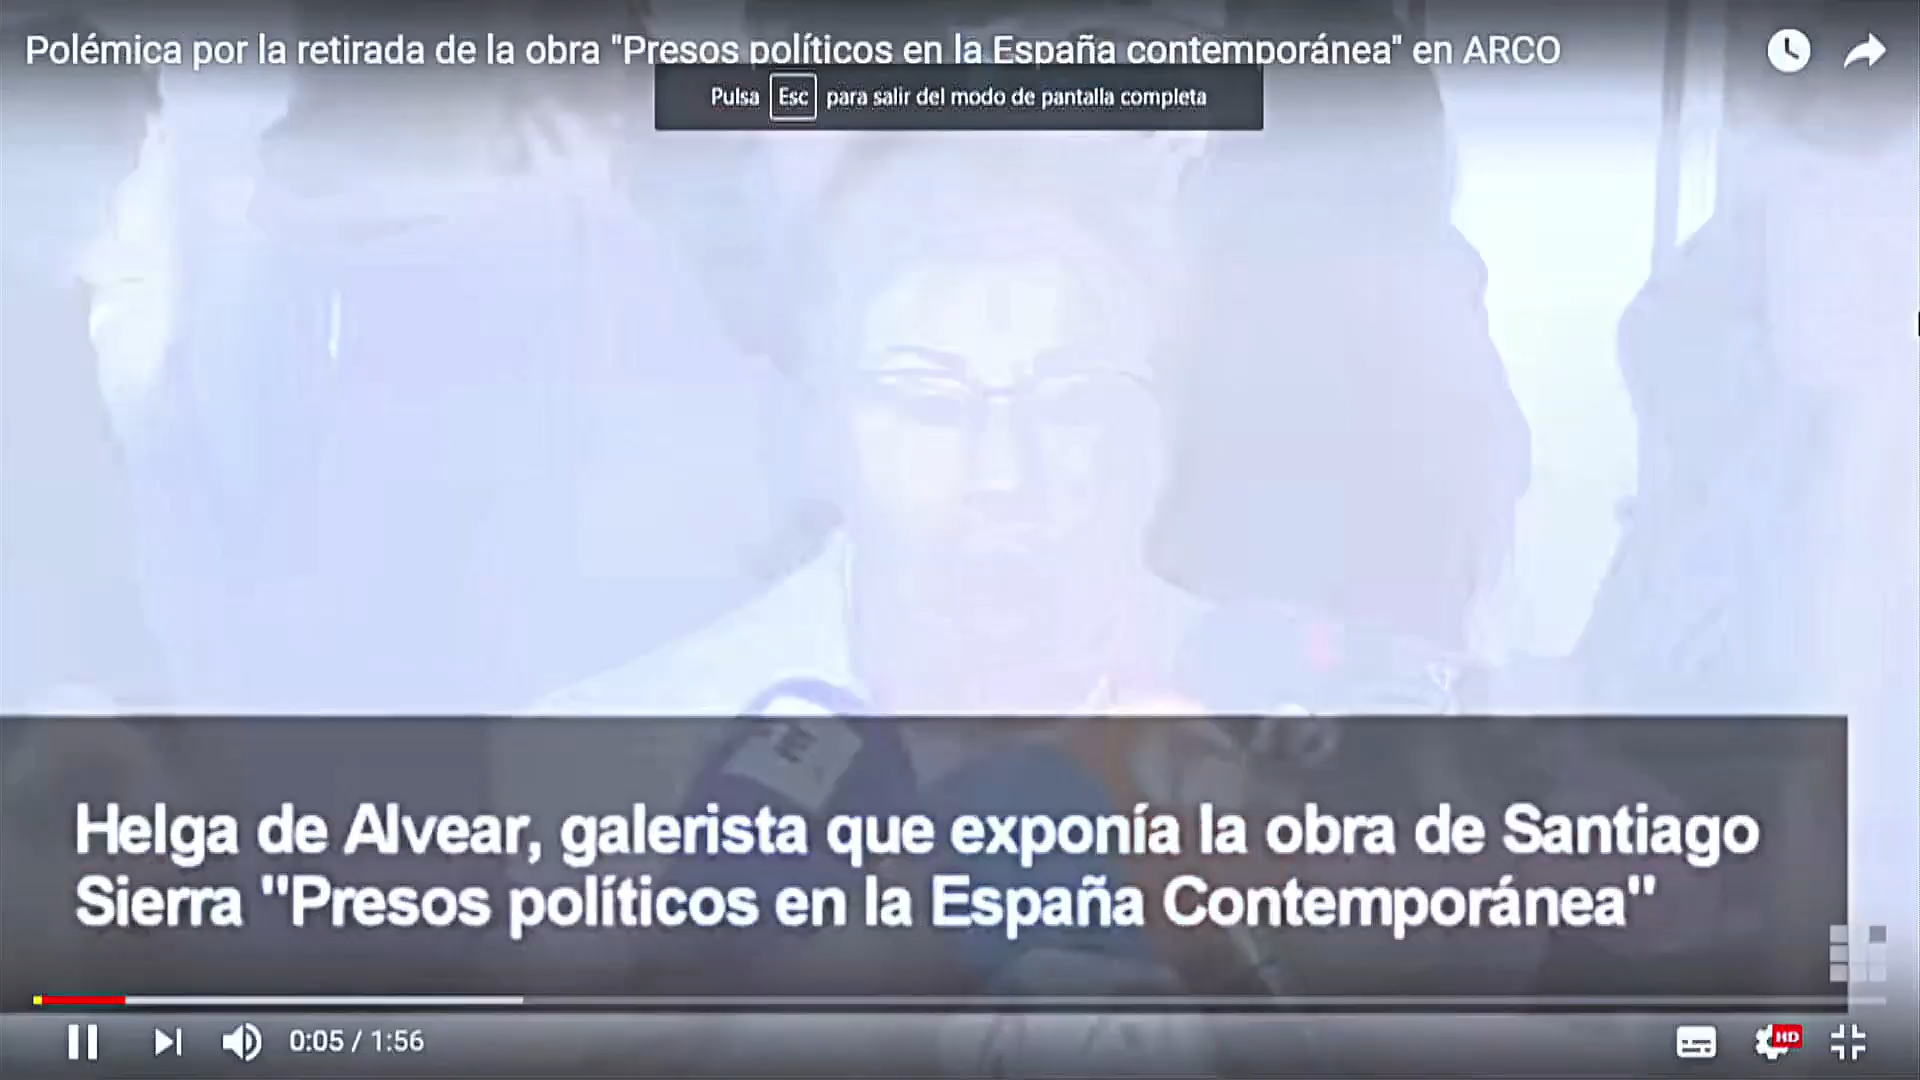 Polémica por la retirada de la obra "Presos políticos en la España contemporánea" en ARCO
Pulsa Esc para salir del modo de pantalla completa
Helga de Alvear, galerista que exponía la obra de Santiago
Sierra "Presos políticos en la España Contemporánea"
0:05 / 1:56
HD